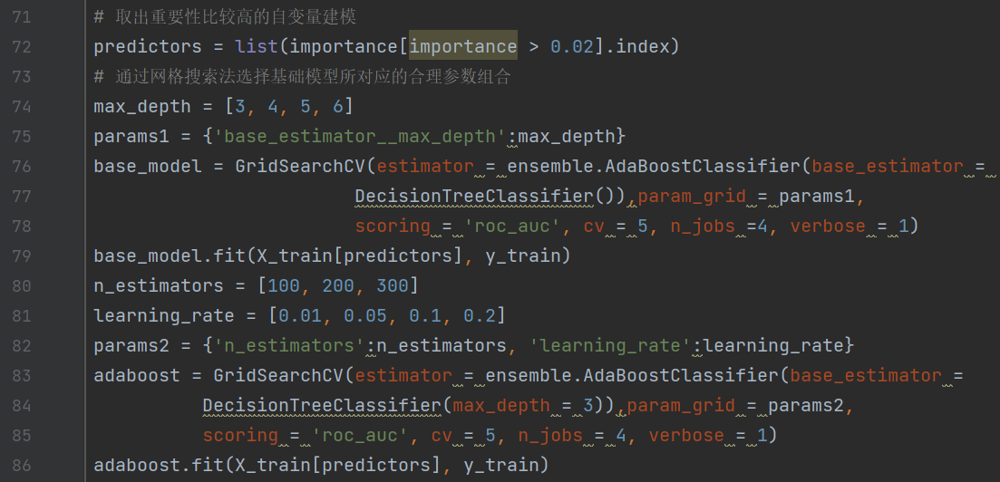 71 # 取出重要性比较高的自变量建模
72 predictors = list(importance[importance > 0.02].index)
73 # 通过网格搜索法选择基础模型所对应的合理参数组合
74 max_depth = [3, 4, 5, 6]
75 params1 = {'base_estimator__max_depth':max_depth}
76 base_model = GridSearchCV(estimator = ensemble.AdaBoostClassifier(base_estimator =
77 DecisionTreeClassifier()),param_grid = params1,
78 scoring = 'roc_auc', cv = 5, n_jobs =4, verbose = 1)
79 base_model.fit(X_train[predictors], y_train)
80 n_estimators = [100, 200, 300]
81 learning_rate = [0.01, 0.05, 0.1, 0.2]
82 params2 = {'n_estimators':n_estimators, 'learning_rate':learning_rate}
83 adaboost = GridSearchCV(estimator = ensemble.AdaBoostClassifier(base_estimator =
84 DecisionTreeClassifier(max_depth = 3)),param_grid = params2,
85 scoring = 'roc_auc', cv = 5, n_jobs = 4, verbose = 1)
86 adaboost.fit(X_train[predictors], y_train)